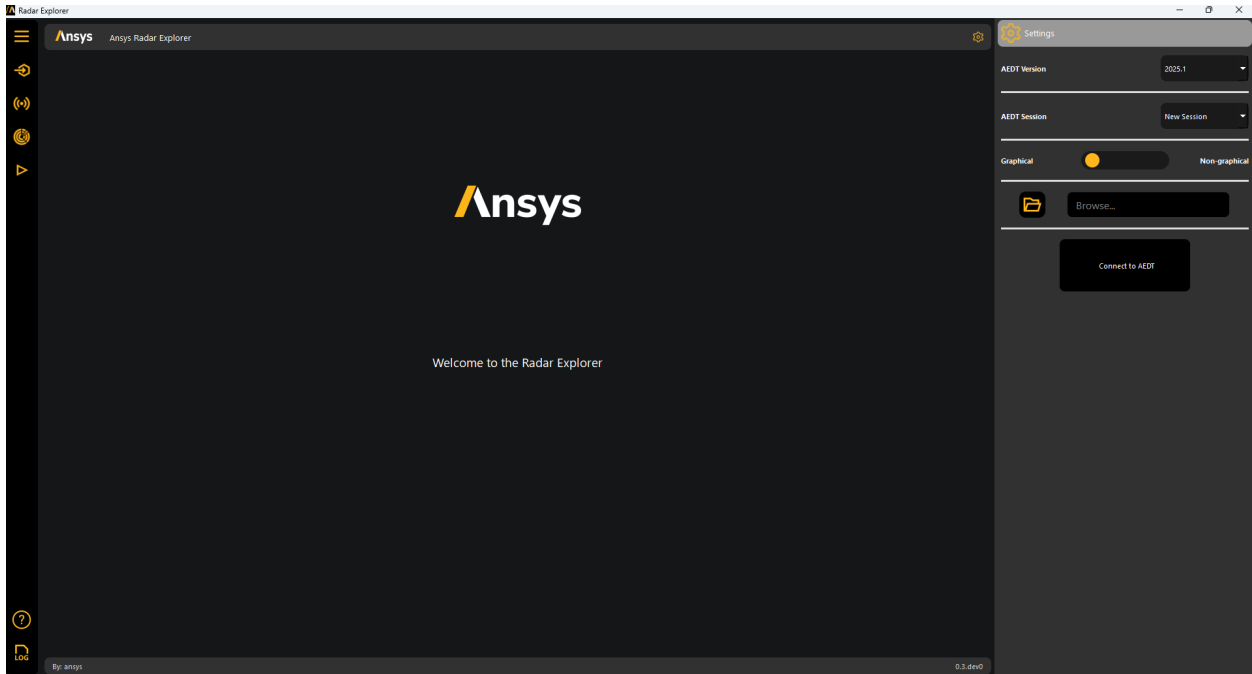 Radar Explorer
Ansys Ansys Radar Explorer
Settings
AEDT Version 2025.1
AEDT Session New Session
Graphical Non-graphical
Browse...
Connect to AEDT
Ansys
Welcome to the Radar Explorer
?
LOG
By: ansys 0.3.dev0